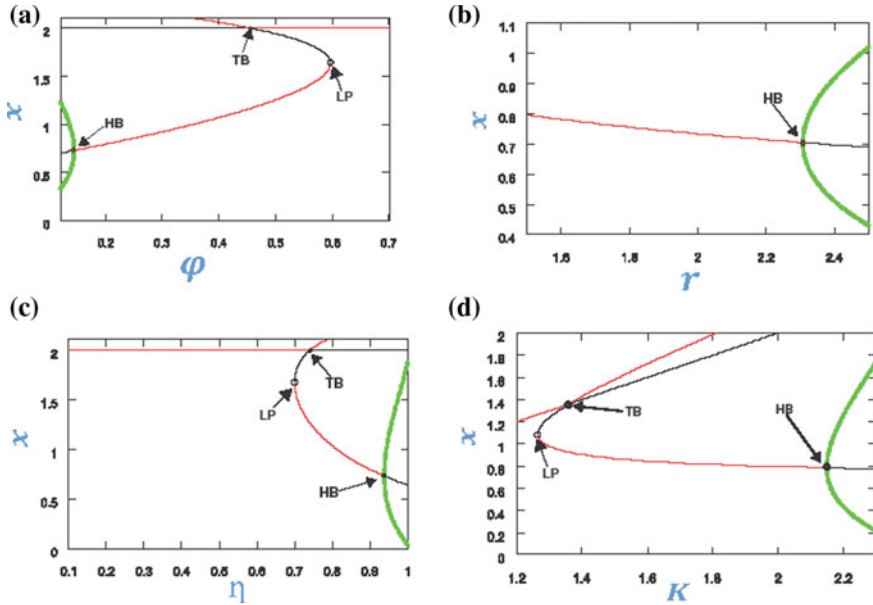 (a)
2
1.5
1
0.5
0
x
TB
LP
HB
0.2 0.3 0.4 0.5 0.6 0.7
φ
(b)
1.1
1
0.9
0.8
0.7
0.6
0.5
0.4
x
HB
1.6 1.8 2 2.2 2.4
r
(c)
2
1.5
1
0.5
0
x
TB
LP
HB
0.1 0.2 0.3 0.4 0.5 0.6 0.7 0.8 0.9 1
η
(d)
2
1.8
1.6
1.4
1.2
1
0.8
0.6
0.4
0.2
0
x
TB
HB
LP
1.2 1.4 1.6 1.8 2 2.2
K